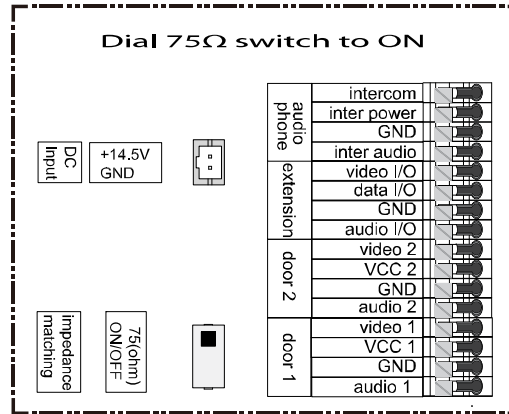 Dial 75Ω switch to ON
DC
Input
+14.5V
GND
audio
phone
intercom
inter power
GND
inter audio
extension
video I/O
data I/O
GND
audio I/O
door 2
video 2
VCC 2
GND
audio 2
impedance
matching
75(ohm)
ON/OFF
door 1
video 1
VCC 1
GND
audio 1